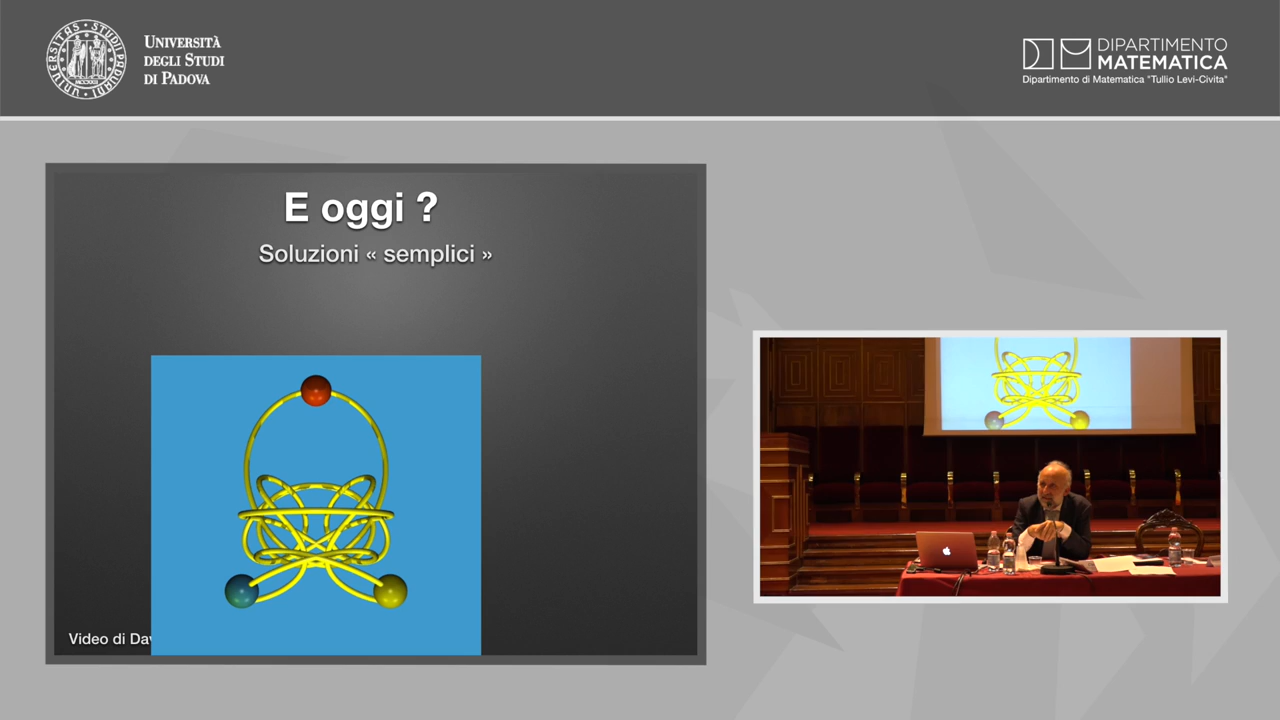 UNIVERSITÀ
DEGLI STUDI
DI PADOVA
DIPARTIMENTO
MATEMATICA
Dipartimento di Matematica "Tullio Levi-Civita"
E oggi ?
Soluzioni « semplici »
Video di Dav